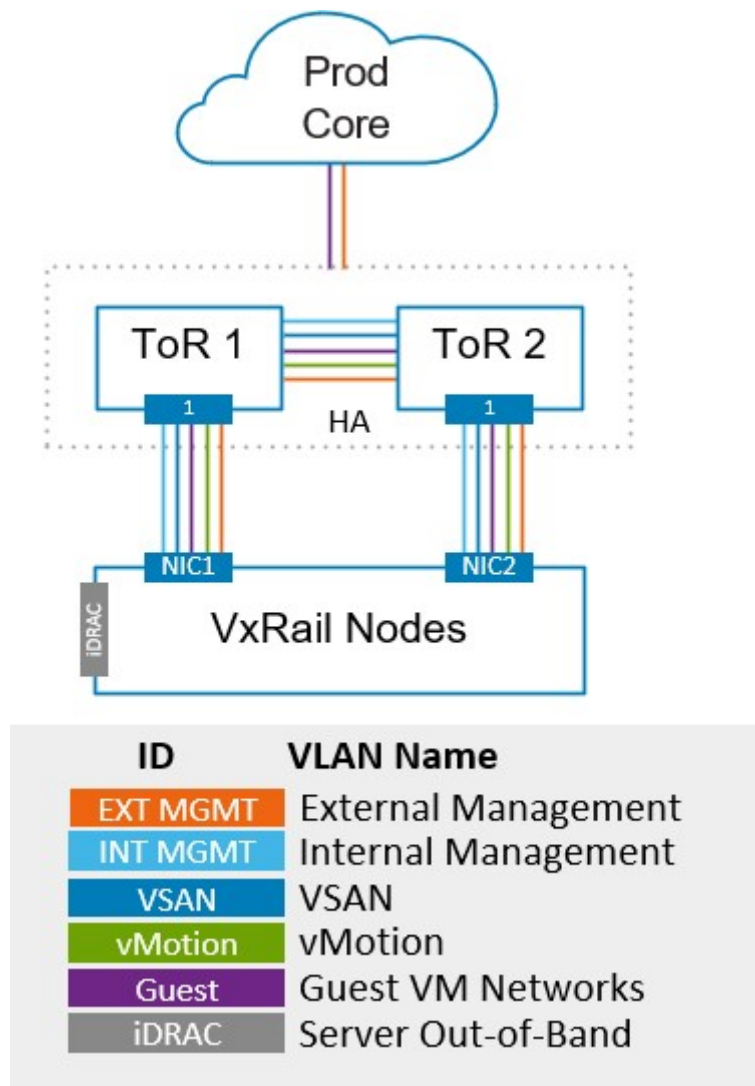 Prod
Core
ToR 1
ToR 2
1
1
HA
NIC1
NIC2
iDRAC
VxRail Nodes
ID VLAN Name
EXT MGMT External Management
INT MGMT Internal Management
VSAN VSAN
vMotion vMotion
Guest Guest VM Networks
iDRAC Server Out-of-Band